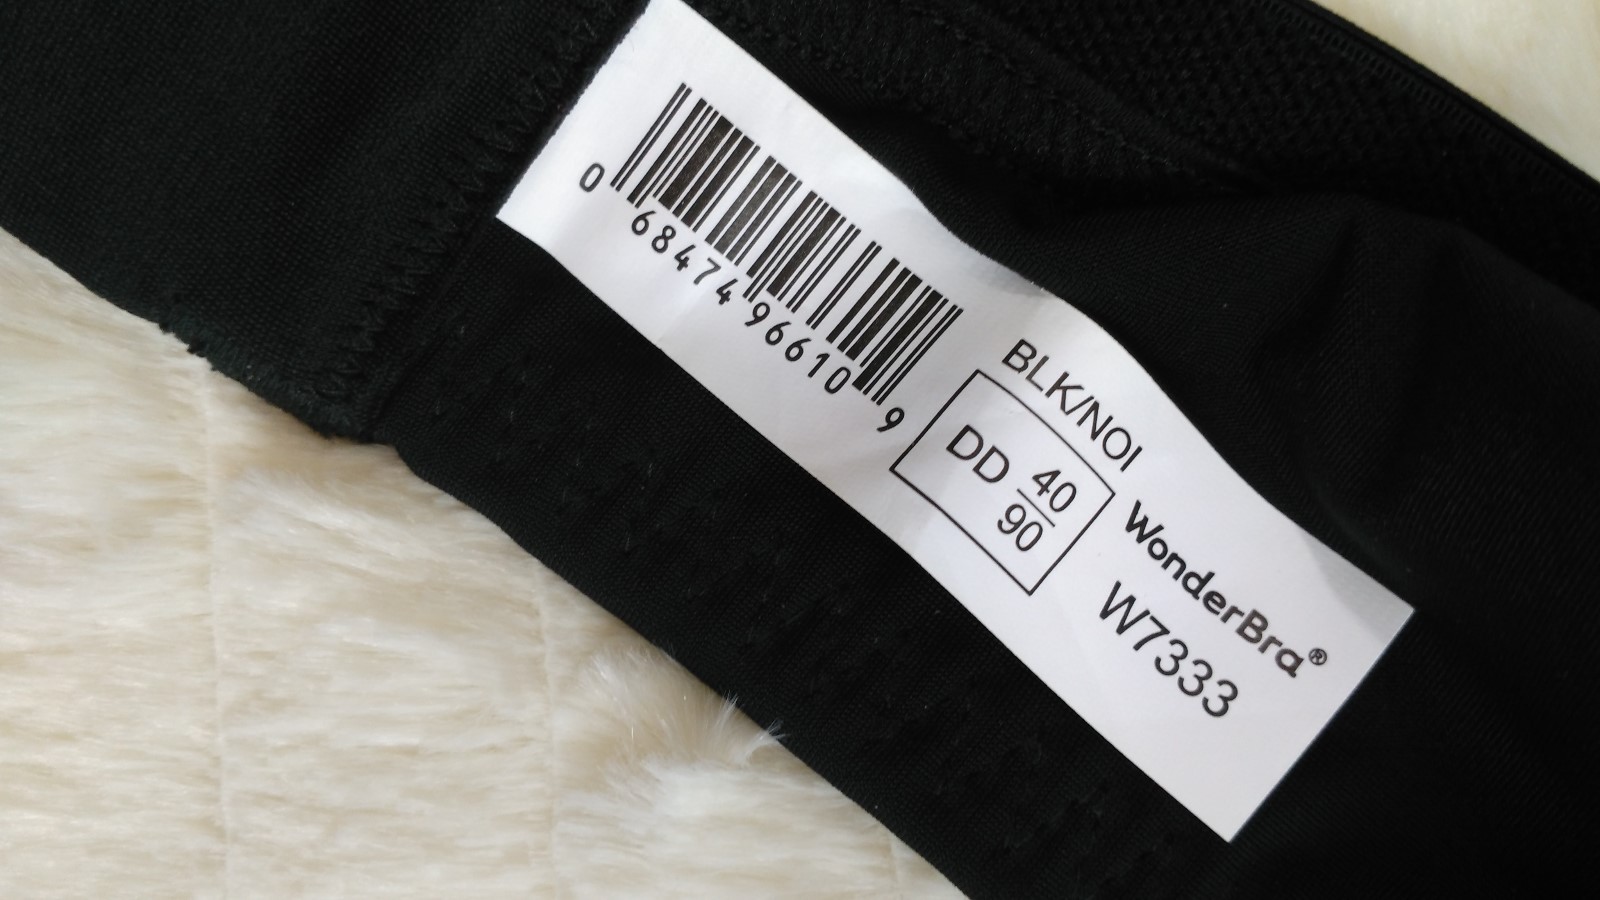 0 68474 96610 9
BLK/NOI
DD 40
90
WonderBra®
W7333